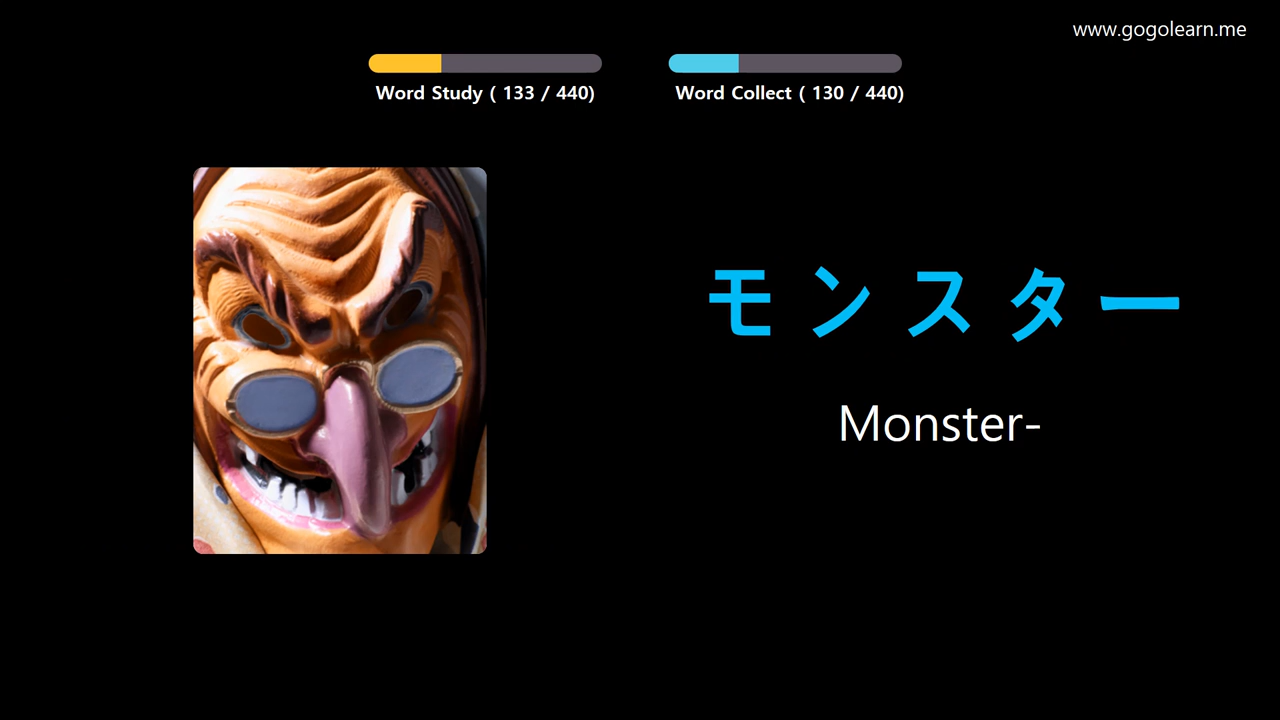 www.gogolearn.me
Word Study ( 133 / 440)
Word Collect ( 130 / 440)
モンスター
Monster-